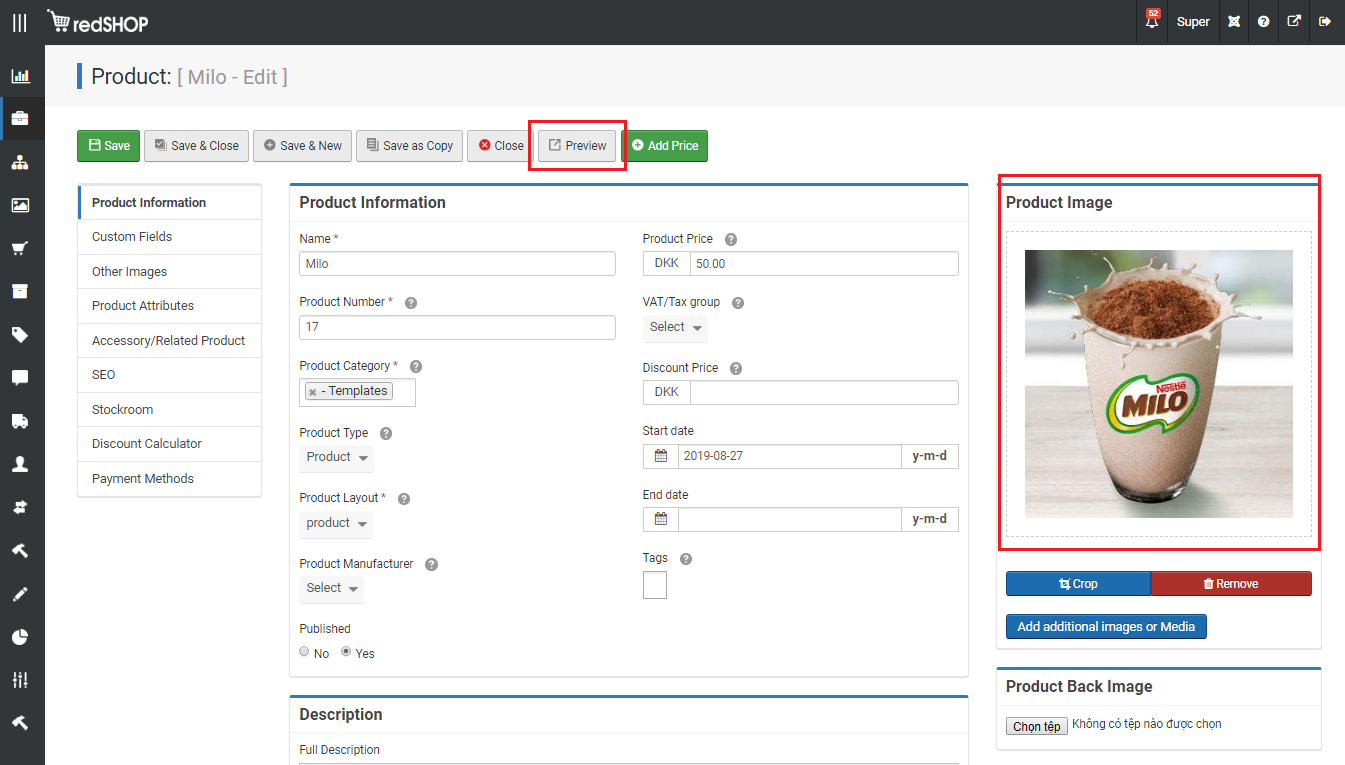 redSHOP
52
Super
Product: [ Milo - Edit ]
Save
Save & Close
Save & New
Save as Copy
Close
Preview
Add Price
Product Information
Custom Fields
Other Images
Product Attributes
Accessory/Related Product
SEO
Stockroom
Discount Calculator
Payment Methods
Product Information
Name *
Milo
Product Number *
17
Product Category *
- Templates
Product Type
Product
Product Layout *
product
Product Manufacturer
Select
Published
No
Yes
Product Price
DKK
50.00
VAT/Tax group
Select
Discount Price
DKK
Start date
2019-08-27
y-m-d
End date
y-m-d
Tags
Description
Full Description
Product Image
Nestlé
MILO
Crop
Remove
Add additional images or Media
Product Back Image
Chọn tệp
Không có tệp nào được chọn